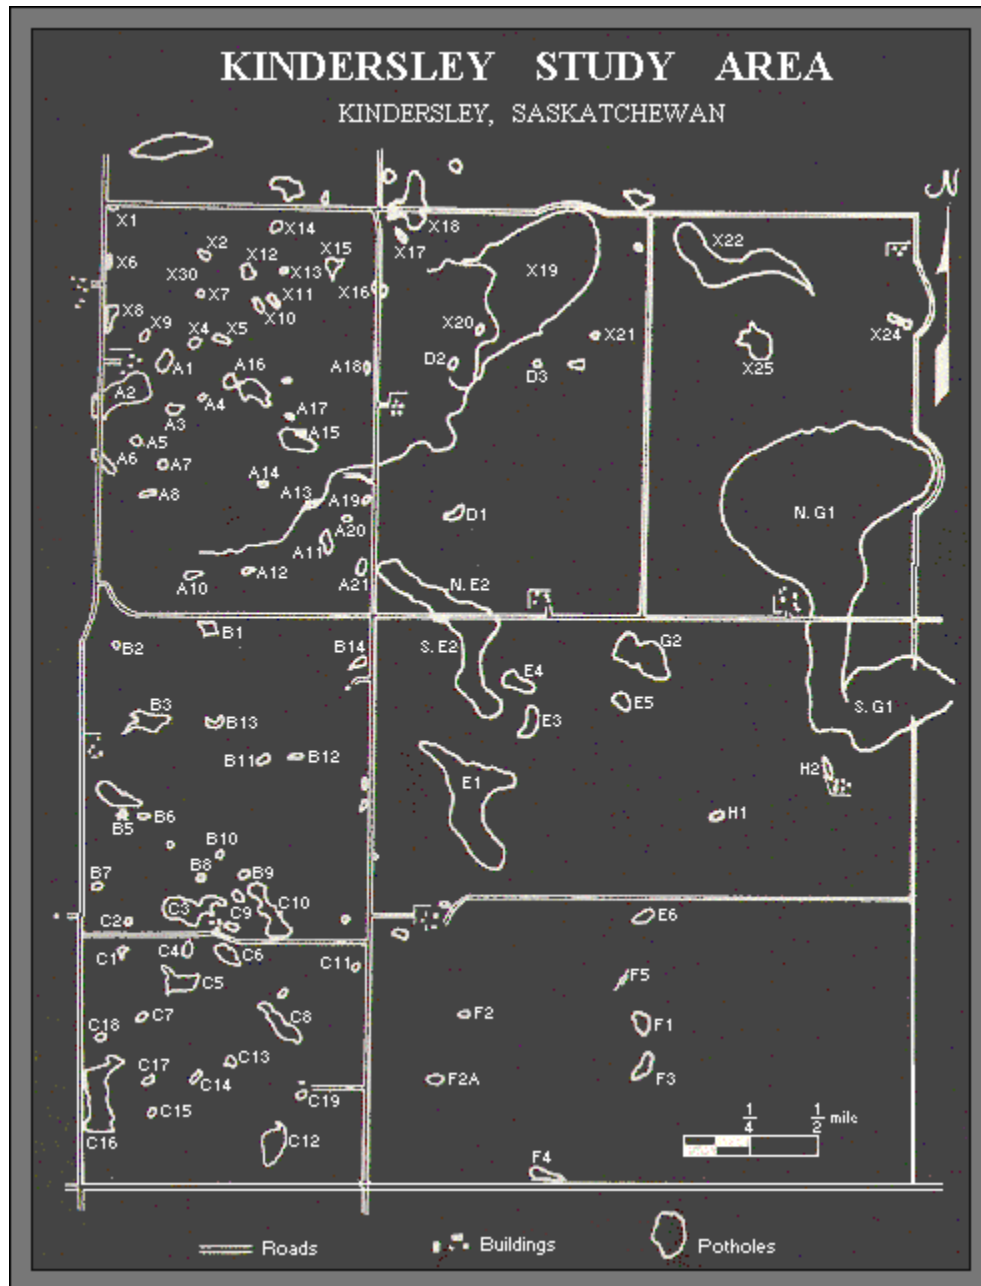 KINDERSLEY STUDY AREA
KINDERSLEY, SASKATCHEWAN
N
X1
X14
X18
X17
X22
X2
X12
X13
X15
X19
X6
X30
X7
X11
X16
X8
X9
X4
X5
X10
X20
X21
X24
X25
A1
A16
A18
D2
D3
A2
A4
A3
A17
A15
A5
A6
A7
A8
A14
A13
A19
D1
N. G1
A20
A11
A10
A12
A21
N. E2
B1
B2
B14
S. E2
G2
E4
E5
S. G1
B3
B13
E3
B11
B12
E1
H2
B5
B6
H1
B10
B8
B9
B7
C3
C10
C2
C9
E6
C1
C4
C6
C11
C5
F5
C7
C8
F2
F1
C18
C13
C17
C14
F2A
F3
C19
C15
1/4 1/2 mile
C16
C12
F4
Roads
Buildings
Potholes